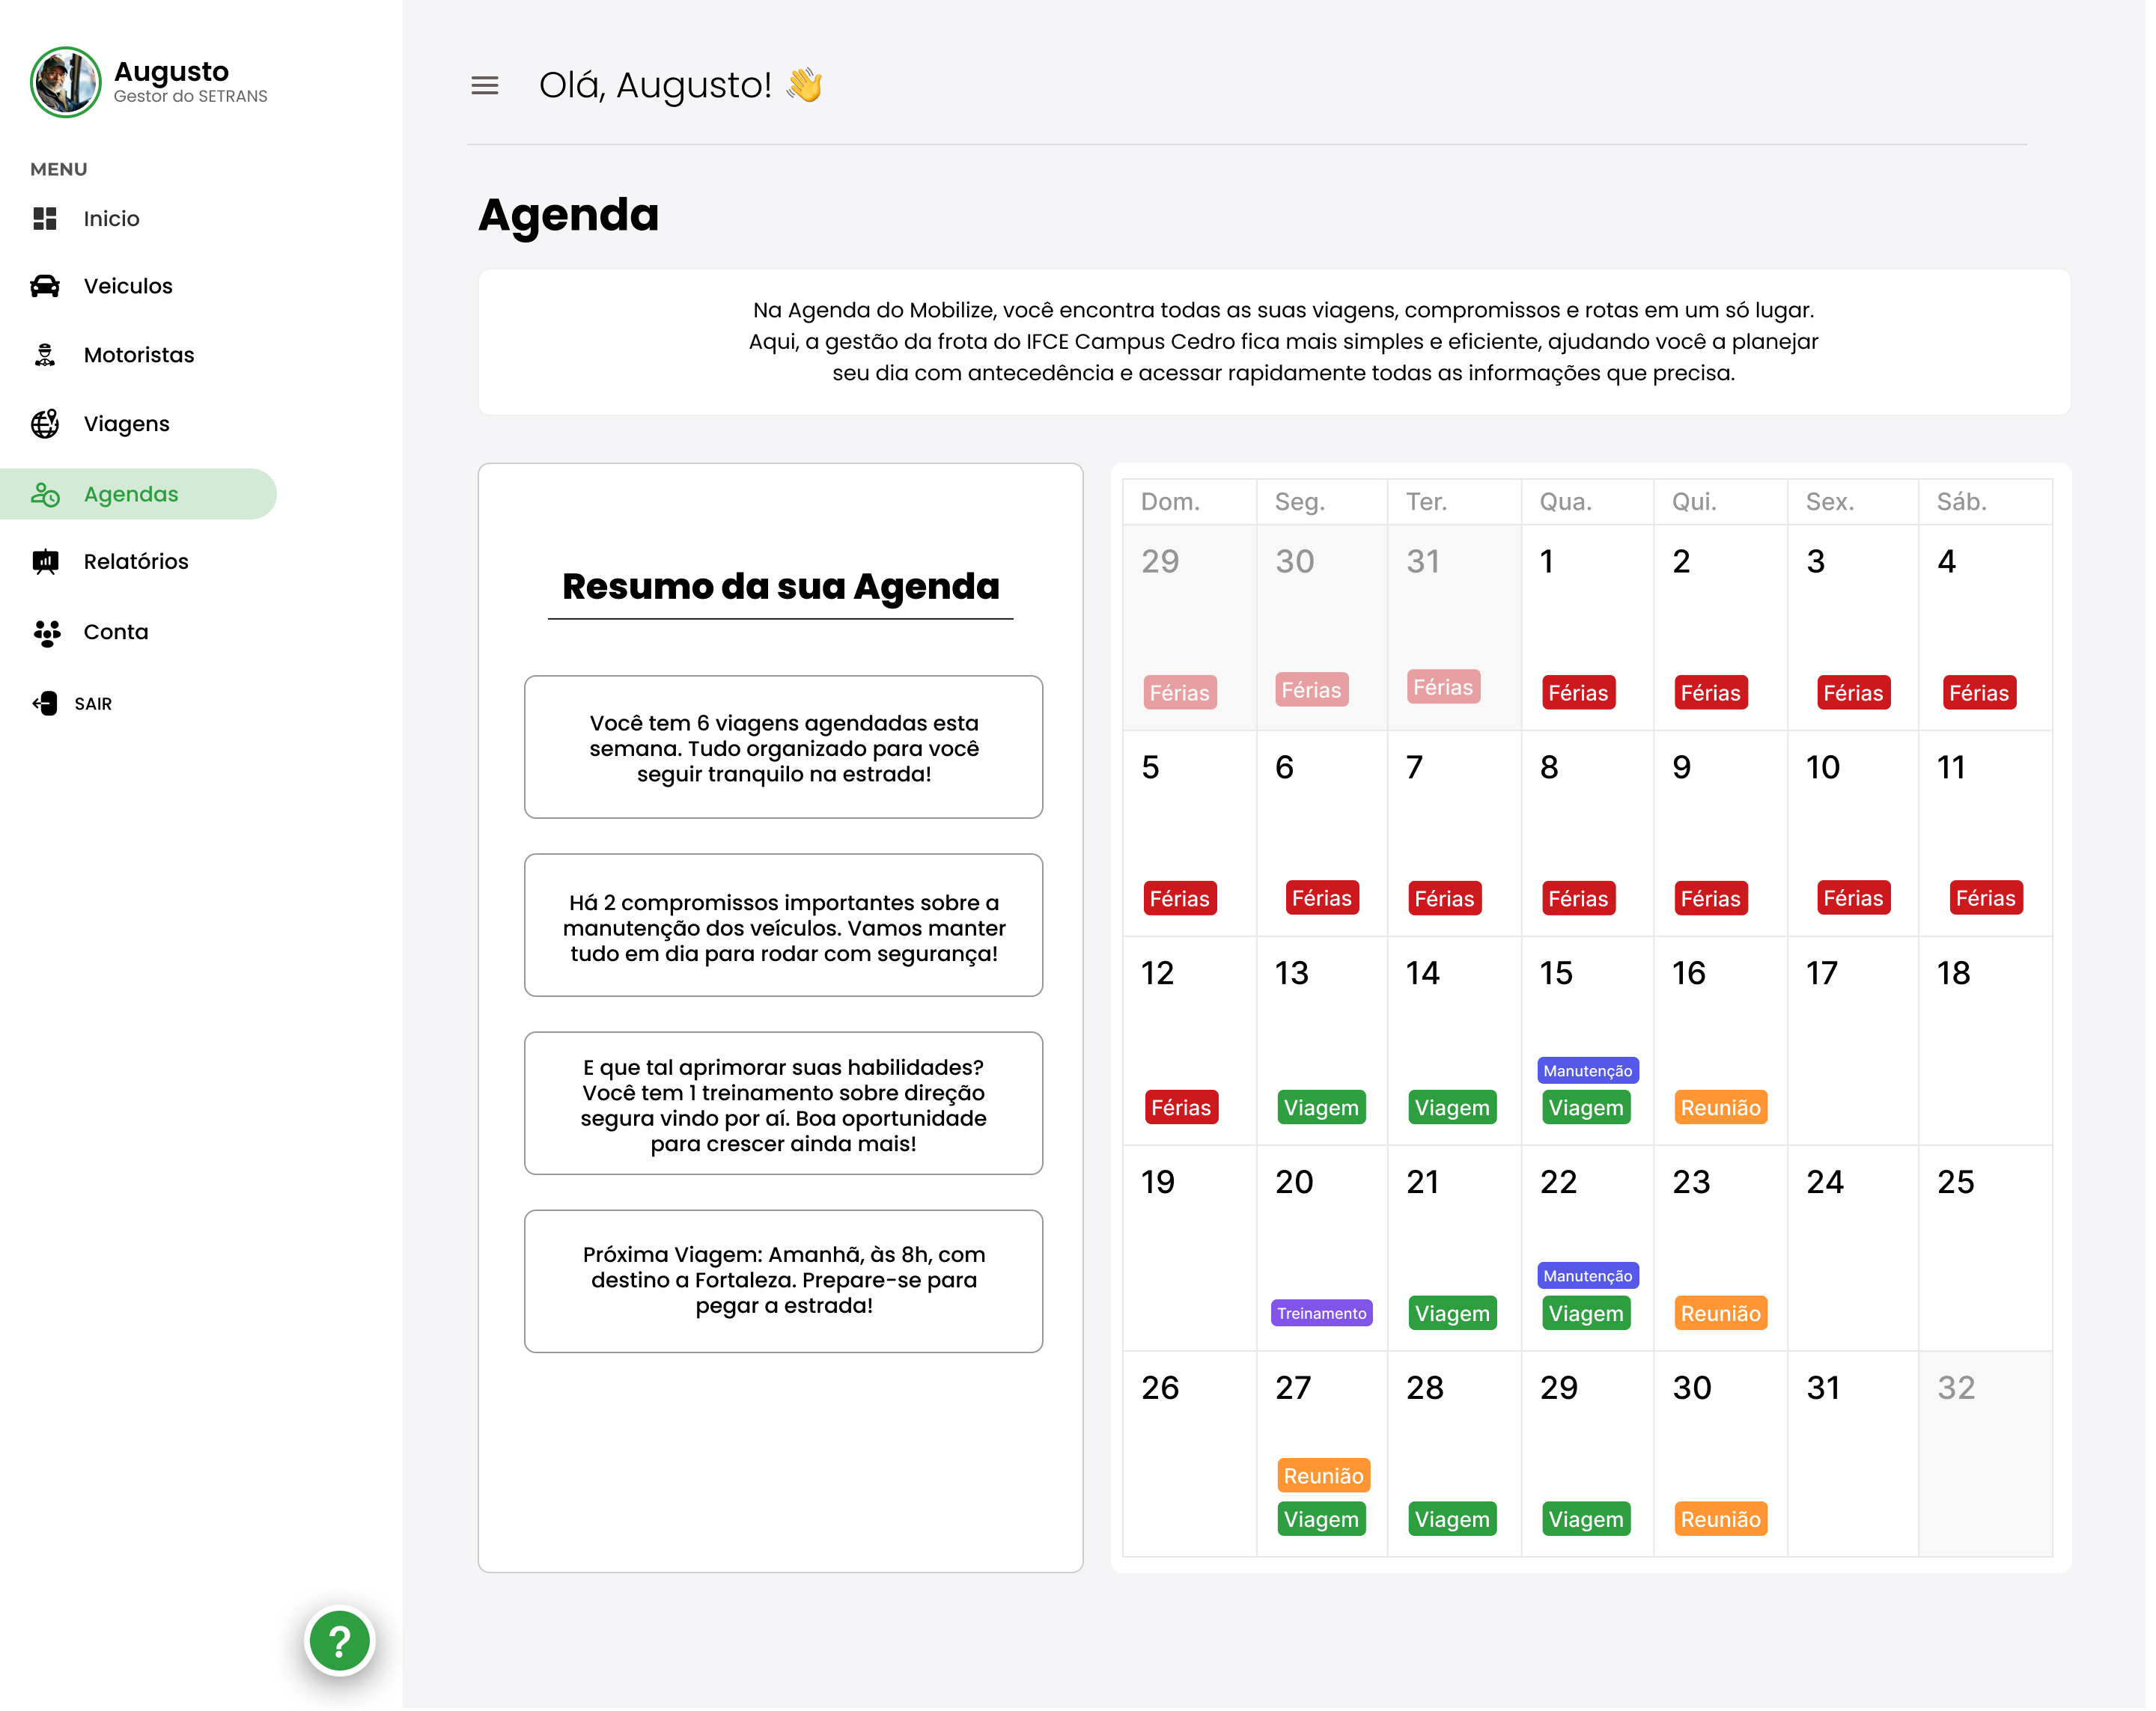 Augusto
Gestor do SETRANS
MENU
Inicio
Veiculos
Motoristas
Viagens
Agendas
Relatórios
Conta
SAIR
?
Olá, Augusto! 👋
Agenda
Na Agenda do Mobilize, você encontra todas as suas viagens, compromissos e rotas em um só lugar.
Aqui, a gestão da frota do IFCE Campus Cedro fica mais simples e eficiente, ajudando você a planejar
seu dia com antecedência e acessar rapidamente todas as informações que precisa.
Resumo da sua Agenda
Você tem 6 viagens agendadas esta
semana. Tudo organizado para você
seguir tranquilo na estrada!
Há 2 compromissos importantes sobre a
manutenção dos veículos. Vamos manter
tudo em dia para rodar com segurança!
E que tal aprimorar suas habilidades?
Você tem 1 treinamento sobre direção
segura vindo por aí. Boa oportunidade
para crescer ainda mais!
Próxima Viagem: Amanhã, às 8h, com
destino a Fortaleza. Prepare-se para
pegar a estrada!
Dom. Seg. Ter. Qua. Qui. Sex. Sáb.
29 30 31 1 2 3 4
Férias Férias Férias Férias Férias Férias Férias
5 6 7 8 9 10 11
Férias Férias Férias Férias Férias Férias Férias
12 13 14 15 16 17 18
Manutenção
Férias Viagem Viagem Viagem Reunião
19 20 21 22 23 24 25
Manutenção
Treinamento Viagem Viagem Reunião
26 27 28 29 30 31 32
Reunião
Viagem Viagem Viagem Reunião